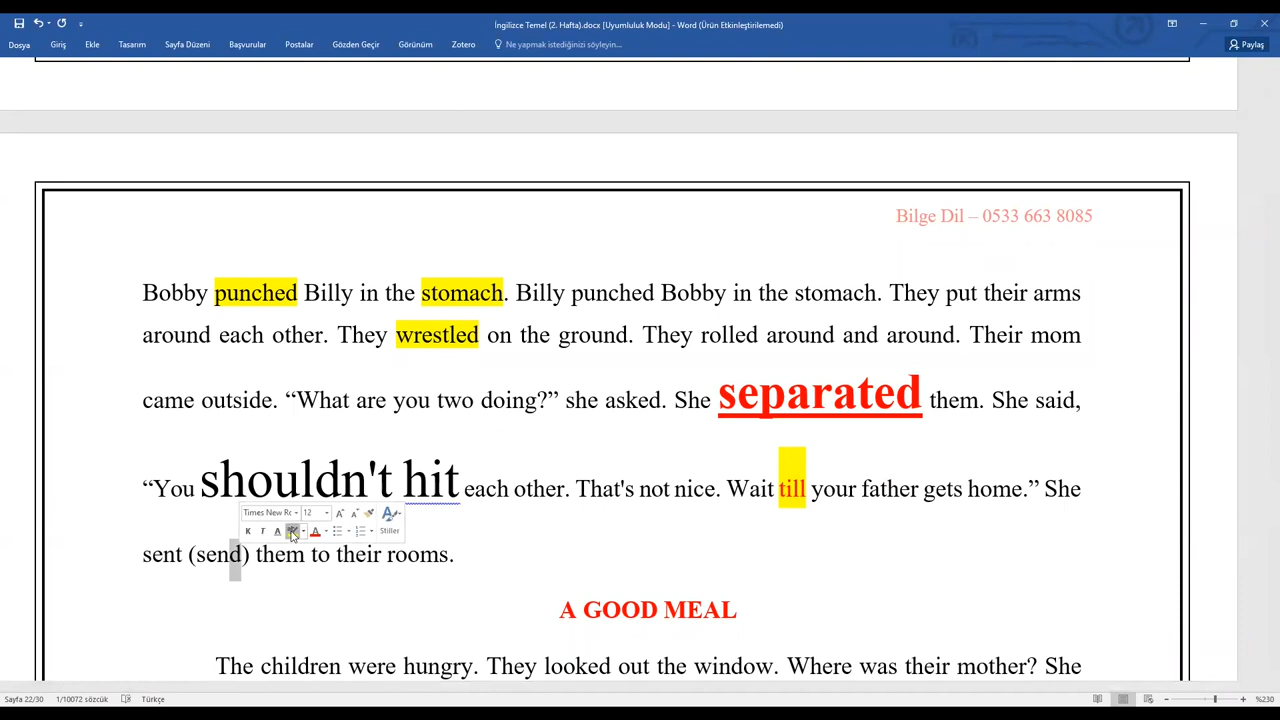 İngilizce Temel (2. Hafta).docx [Uyumluluk Modu] - Word (Ürün Etkinleştirilemedi)
Dosya Giriş Ekle Tasarım Sayfa Düzeni Başvurular Postalar Gözden Geçir Görünüm Zotero Ne yapmak istediğinizi söyleyin... Paylaş
Bilge Dil – 0533 663 8085
Bobby punched Billy in the stomach. Billy punched Bobby in the stomach. They put their arms
around each other. They wrestled on the ground. They rolled around and around. Their mom
came outside. “What are you two doing?” she asked. She separated them. She said,
“You shouldn't hit each other. That's not nice. Wait till your father gets home.” She
Times New Rc 12
K T A A Stiller
sent (send) them to their rooms.
A GOOD MEAL
The children were hungry. They looked out the window. Where was their mother? She
Sayfa 22/30 1/10072 sözcük Türkçe %230